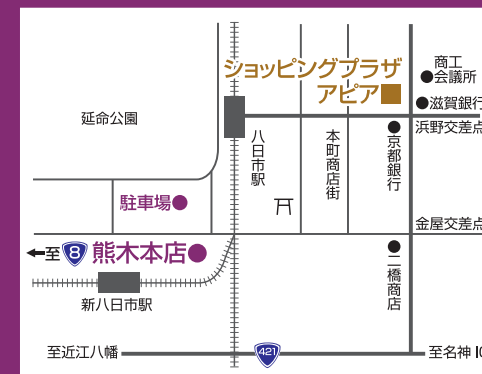 ショッピングプラザ
アピア
商工
会議所
滋賀銀行
浜野交差点
延命公園
八日市駅
本町商店街
京都銀行
駐車場
金屋交差点
至 8 熊木本店
二橋商店
新八日市駅
至近江八幡
421
至名神 IC